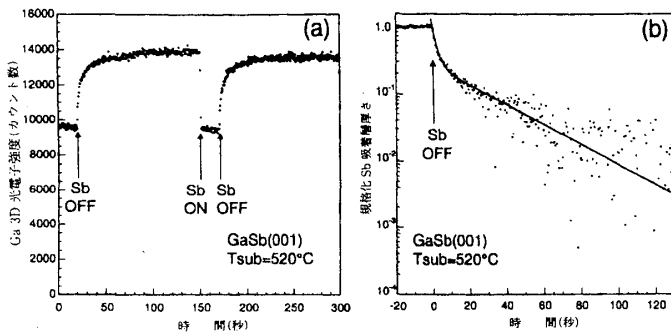 (a)
16000
14000
12000
10000
8000
6000
4000
2000
0
Ga 3D 光電子強度(カウント数)
Sb
OFF
Sb
ON
Sb
OFF
GaSb(001)
Tsub=520°C
0 50 100 150 200 250 300
時 間(秒)
(b)
1.0
10-1
10-2
10-3
10-4
規格化 Sb 吸着層厚さ
Sb
OFF
GaSb(001)
Tsub=520°C
-20 0 20 40 60 80 100 120
時 間(秒)